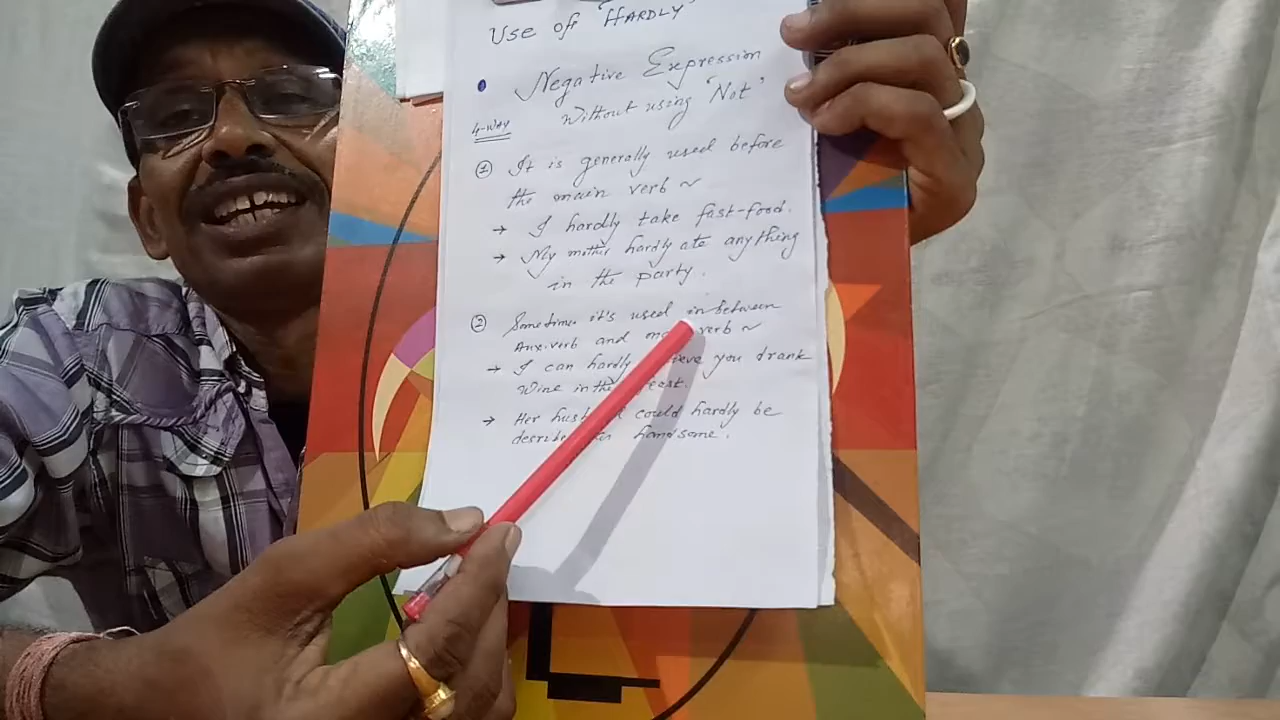 Use of 'HARDLY'
Negative Expression
Without using 'Not'
4-way
① It is generally used before
the main verb ~
→ I hardly take fast-food.
→ My mother hardly ate anything
in the party.
② Sometimes it's used in between
Aux.verb and verb ~
→ I can hardly you drank
Wine in the
→ Her could hardly be
handsome.